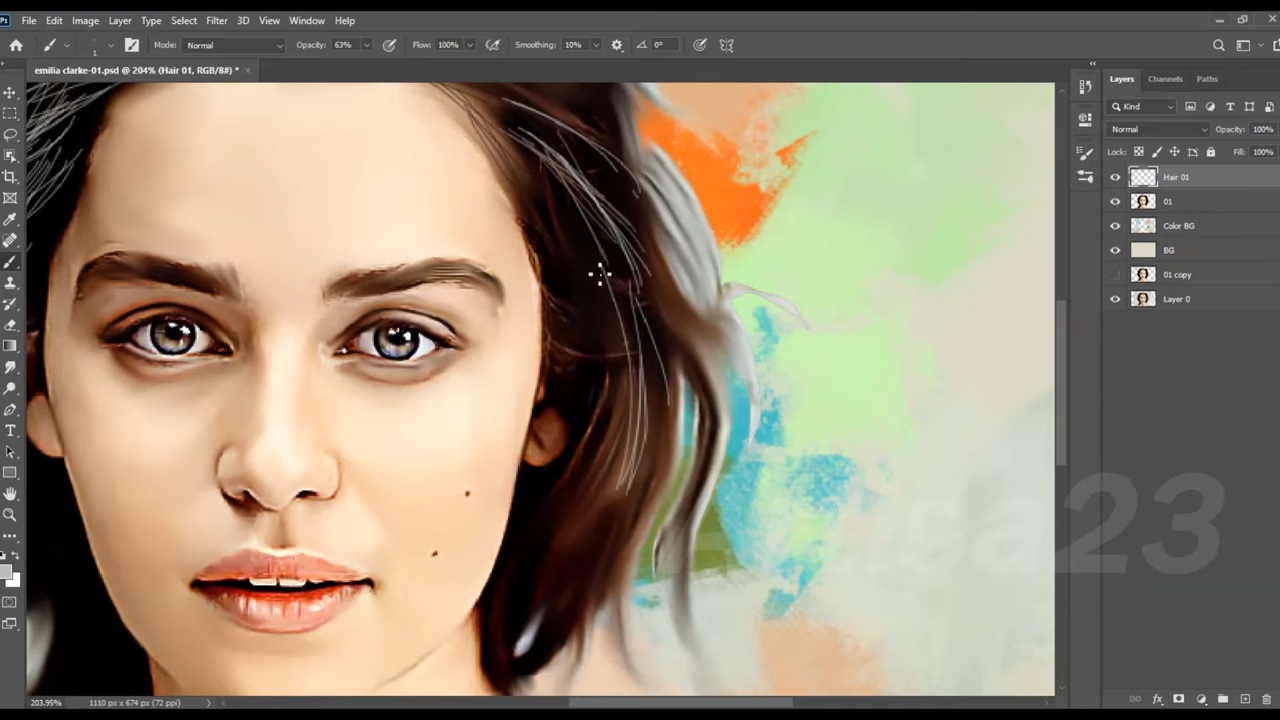 Ps File Edit Image Layer Type Select Filter 3D View Window Help
1 Mode: Normal Opacity: 63% Flow: 100% Smoothing: 10% 0°
emilia clarke-01.psd @ 204% (Hair 01, RGB/8#) *
Layers Channels Paths
Kind
Normal Opacity: 100%
Lock: Fill: 100%
Hair 01
01
Color BG
BG
01 copy
Layer 0
23
203.95% 1110 px x 674 px (72 ppi)